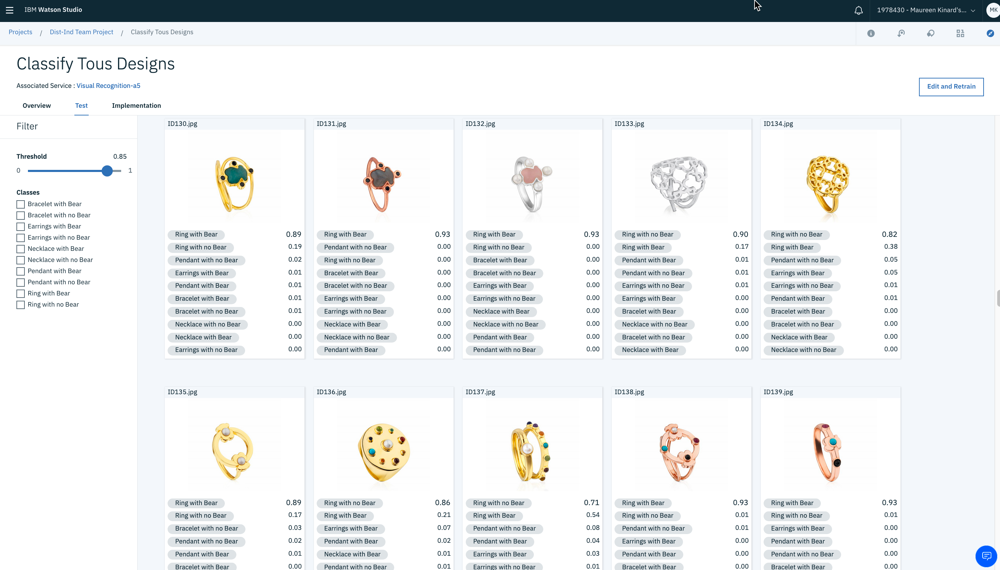 IBM Watson Studio
1978430 - Maureen Kinard's...
MK
Projects / Dist-Ind Team Project / Classify Tous Designs
Classify Tous Designs
Associated Service : Visual Recognition-a5
Edit and Retrain
Overview
Test
Implementation
Filter
Threshold 0.85
0 1
Classes
Bracelet with Bear
Bracelet with no Bear
Earrings with Bear
Earrings with no Bear
Necklace with Bear
Necklace with no Bear
Pendant with Bear
Pendant with no Bear
Ring with Bear
Ring with no Bear
ID130.jpg
Ring with Bear 0.89
Ring with no Bear 0.19
Pendant with no Bear 0.02
Earrings with Bear 0.01
Pendant with Bear 0.01
Bracelet with Bear 0.01
Bracelet with no Bear 0.01
Necklace with no Bear 0.00
Necklace with Bear 0.00
Earrings with no Bear 0.00
ID131.jpg
Ring with Bear 0.93
Pendant with no Bear 0.00
Ring with no Bear 0.00
Bracelet with Bear 0.00
Bracelet with no Bear 0.00
Earrings with Bear 0.00
Earrings with no Bear 0.00
Necklace with Bear 0.00
Necklace with no Bear 0.00
Pendant with Bear 0.00
ID132.jpg
Ring with Bear 0.93
Ring with no Bear 0.00
Bracelet with Bear 0.00
Bracelet with no Bear 0.00
Earrings with Bear 0.00
Earrings with no Bear 0.00
Necklace with Bear 0.00
Necklace with no Bear 0.00
Pendant with Bear 0.00
Pendant with no Bear 0.00
ID133.jpg
Ring with no Bear 0.90
Ring with Bear 0.17
Pendant with Bear 0.01
Pendant with no Bear 0.01
Earrings with no Bear 0.01
Earrings with Bear 0.00
Bracelet with Bear 0.00
Necklace with no Bear 0.00
Bracelet with no Bear 0.00
Necklace with Bear 0.00
ID134.jpg
Ring with no Bear 0.82
Ring with Bear 0.38
Pendant with no Bear 0.05
Earrings with Bear 0.05
Earrings with no Bear 0.01
Pendant with Bear 0.01
Bracelet with Bear 0.00
Bracelet with no Bear 0.00
Necklace with Bear 0.00
Necklace with no Bear 0.00
ID135.jpg
Ring with Bear 0.89
Ring with no Bear 0.17
Bracelet with no Bear 0.03
Pendant with no Bear 0.02
Pendant with Bear 0.01
Bracelet with Bear 0.00
ID136.jpg
Ring with no Bear 0.86
Ring with Bear 0.21
Earrings with Bear 0.07
Pendant with Bear 0.02
Necklace with Bear 0.01
Pendant with no Bear 0.01
ID137.jpg
Ring with no Bear 0.71
Ring with Bear 0.54
Pendant with no Bear 0.08
Pendant with Bear 0.04
Earrings with Bear 0.03
Earrings with no Bear 0.01
ID138.jpg
Ring with Bear 0.93
Ring with no Bear 0.01
Pendant with no Bear 0.01
Earrings with Bear 0.00
Pendant with Bear 0.00
Bracelet with Bear 0.00
ID139.jpg
Ring with Bear 0.93
Ring with no Bear 0.01
Earrings with Bear 0.00
Pendant with Bear 0.00
Pendant with no Bear 0.00
Bracelet with Bear 0.00